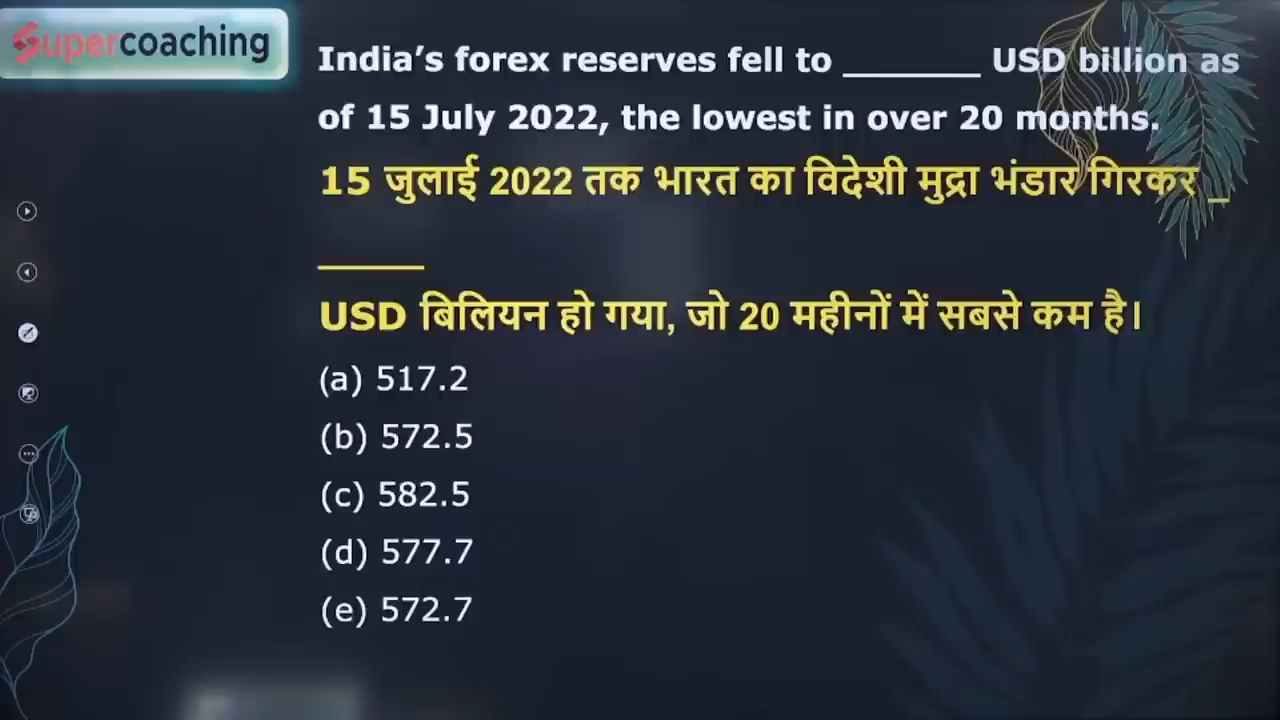 Supercoaching
India’s forex reserves fell to _______ USD billion as
of 15 July 2022, the lowest in over 20 months.
15 जुलाई 2022 तक भारत का विदेशी मुद्रा भंडार गिरकर _
_____
USD बिलियन हो गया, जो 20 महीनों में सबसे कम है।
(a) 517.2
(b) 572.5
(c) 582.5
(d) 577.7
(e) 572.7